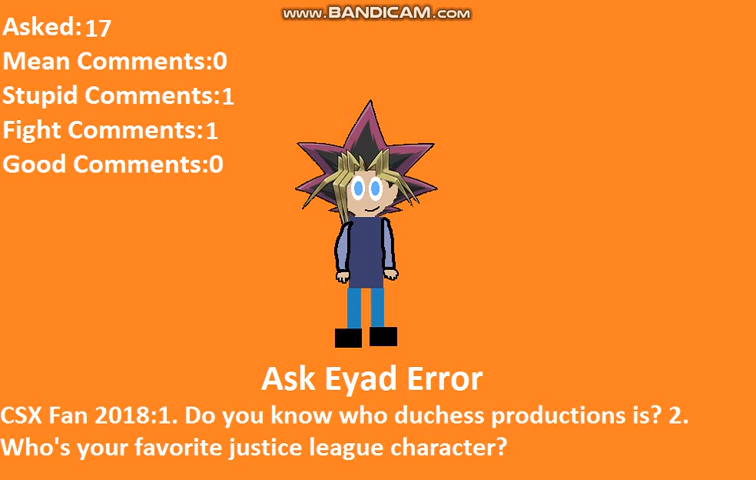 www.BANDICAM.com
Asked:17
Mean Comments:0
Stupid Comments:1
Fight Comments:1
Good Comments:0
Ask Eyad Error
CSX Fan 2018:1. Do you know who duchess productions is? 2.
Who's your favorite justice league character?